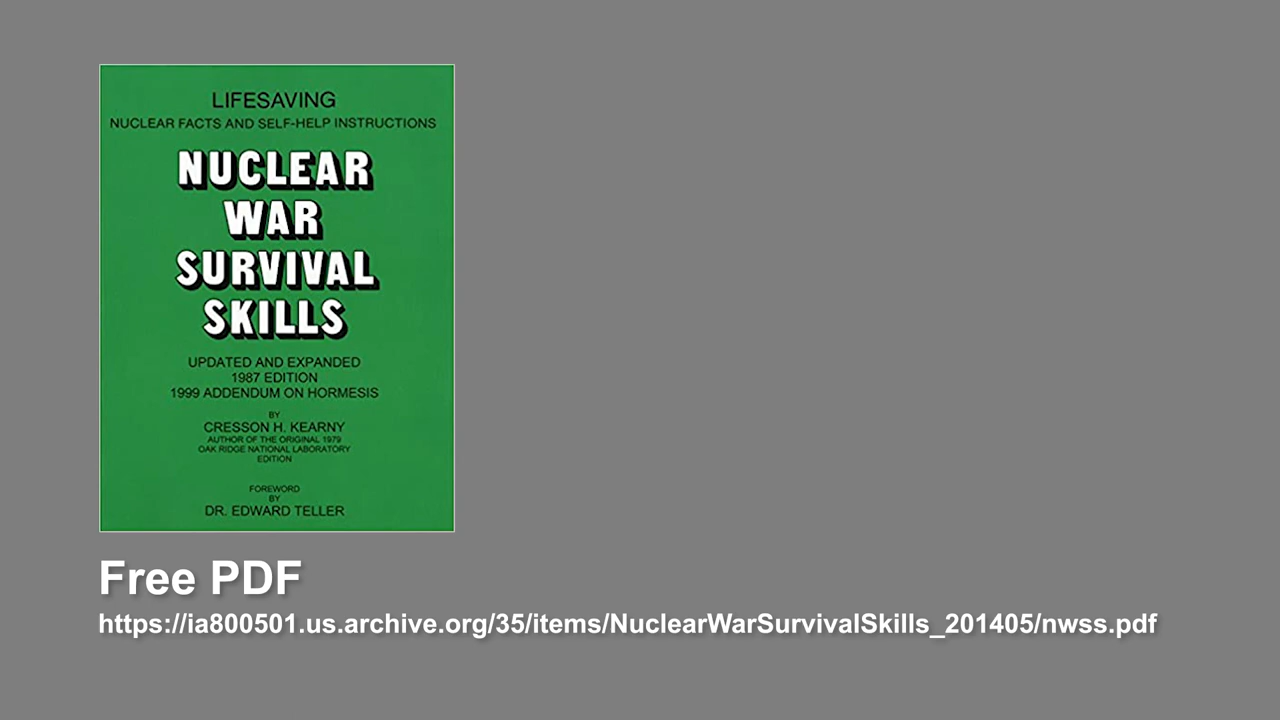 LIFESAVING
NUCLEAR FACTS AND SELF-HELP INSTRUCTIONS
NUCLEAR
WAR
SURVIVAL
SKILLS
UPDATED AND EXPANDED
1987 EDITION
1999 ADDENDUM ON HORMESIS
BY
CRESSON H. KEARNY
AUTHOR OF THE ORIGINAL 1979
OAK RIDGE NATIONAL LABORATORY
EDITION
FOREWORD
BY
DR. EDWARD TELLER
Free PDF
https://ia800501.us.archive.org/35/items/NuclearWarSurvivalSkills_201405/nwss.pdf